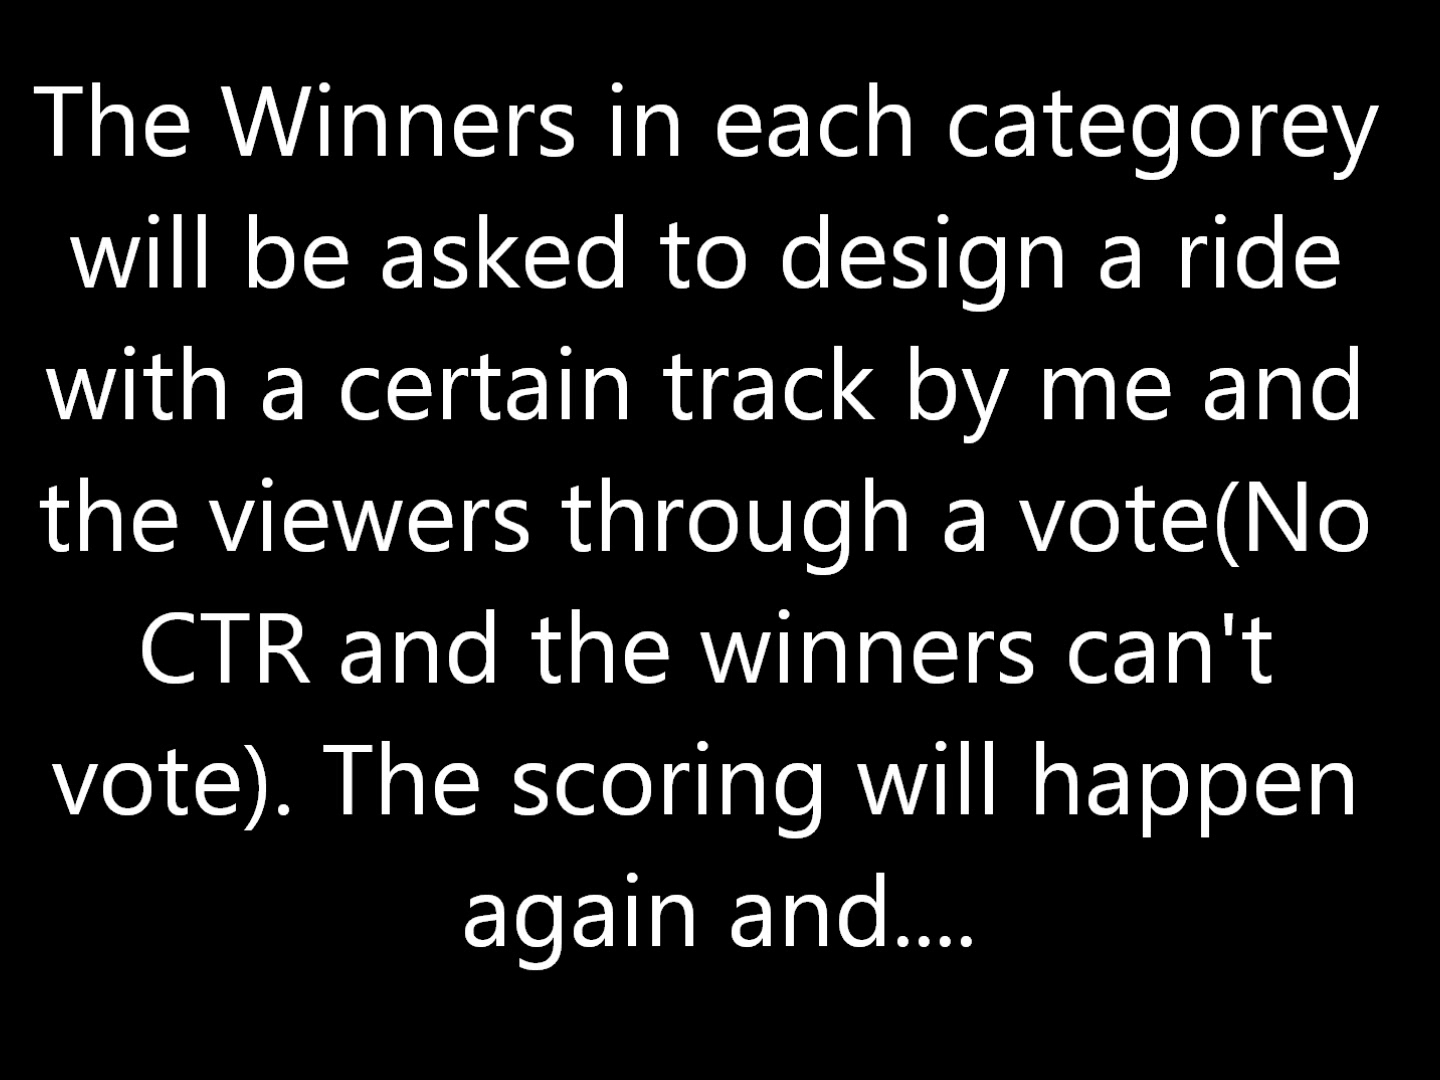 The Winners in each categorey
will be asked to design a ride
with a certain track by me and
the viewers through a vote(No
CTR and the winners can't
vote). The scoring will happen
again and....